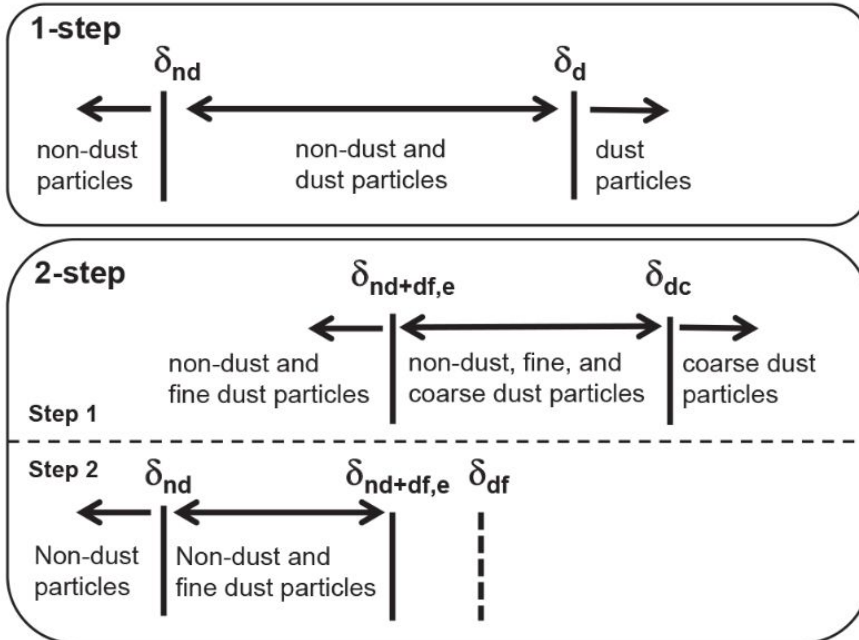 1-step
δnd δd
non-dust particles
non-dust and dust particles
dust particles
2-step
δnd+df,e δdc
non-dust and fine dust particles
non-dust, fine, and coarse dust particles
coarse dust particles
Step 1
Step 2
δnd δnd+df,e δdf
Non-dust particles
Non-dust and fine dust particles